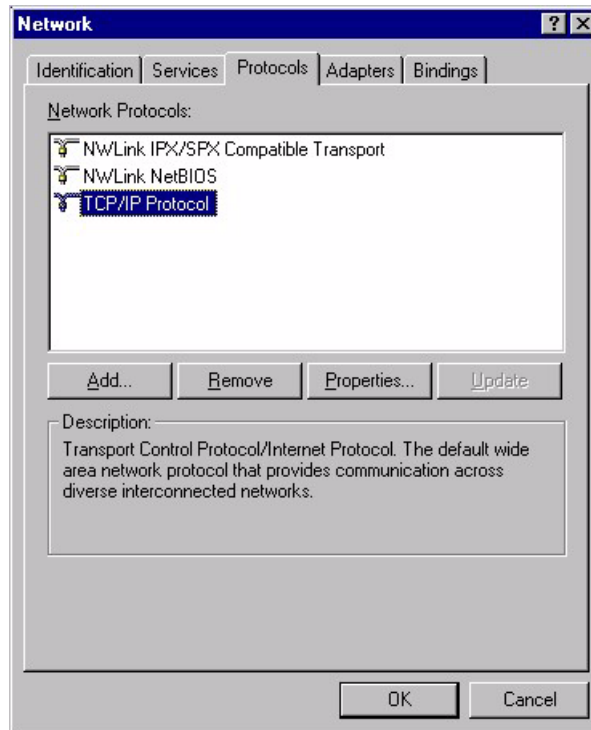 Network
Identification Services Protocols Adapters Bindings
Network Protocols:
NWLink IPX/SPX Compatible Transport
NWLink NetBIOS
TCP/IP Protocol
Add... Remove Properties... Update
Description:
Transport Control Protocol/Internet Protocol. The default wide
area network protocol that provides communication across
diverse interconnected networks.
OK Cancel